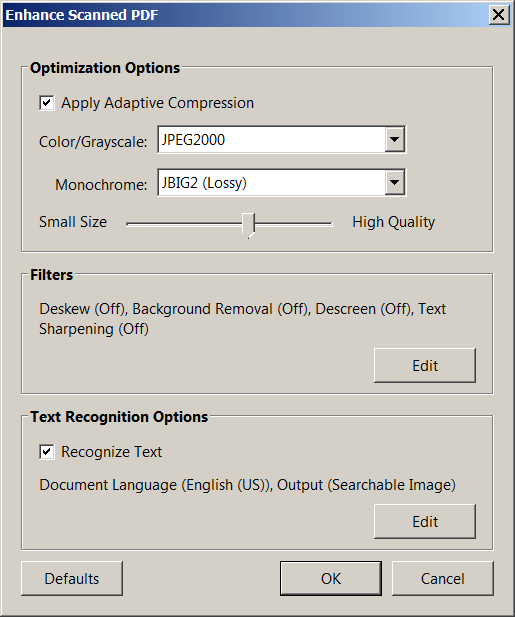 Enhance Scanned PDF
Optimization Options
Apply Adaptive Compression
Color/Grayscale: JPEG2000
Monochrome: JBIG2 (Lossy)
Small Size High Quality
Filters
Deskew (Off), Background Removal (Off), Descreen (Off), Text
Sharpening (Off)
Edit
Text Recognition Options
Recognize Text
Document Language (English (US)), Output (Searchable Image)
Edit
Defaults OK Cancel